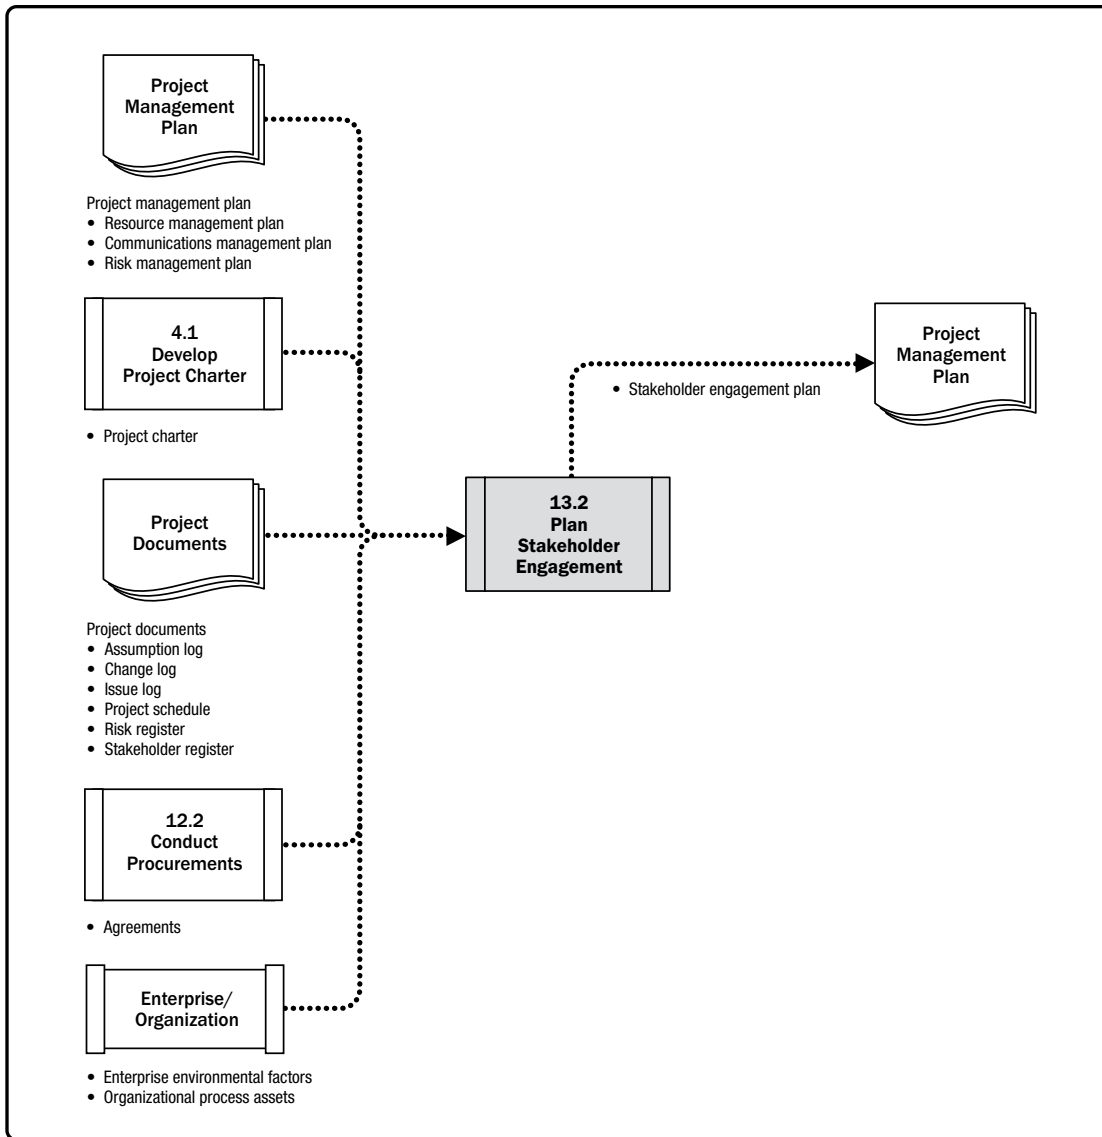 Project
Management
Plan
Project management plan
• Resource management plan
• Communications management plan
• Risk management plan
4.1
Develop
Project Charter
• Project charter
Project
Documents
Project documents
• Assumption log
• Change log
• Issue log
• Project schedule
• Risk register
• Stakeholder register
12.2
Conduct
Procurements
• Agreements
Enterprise/
Organization
• Enterprise environmental factors
• Organizational process assets
13.2
Plan
Stakeholder
Engagement
• Stakeholder engagement plan
Project
Management
Plan